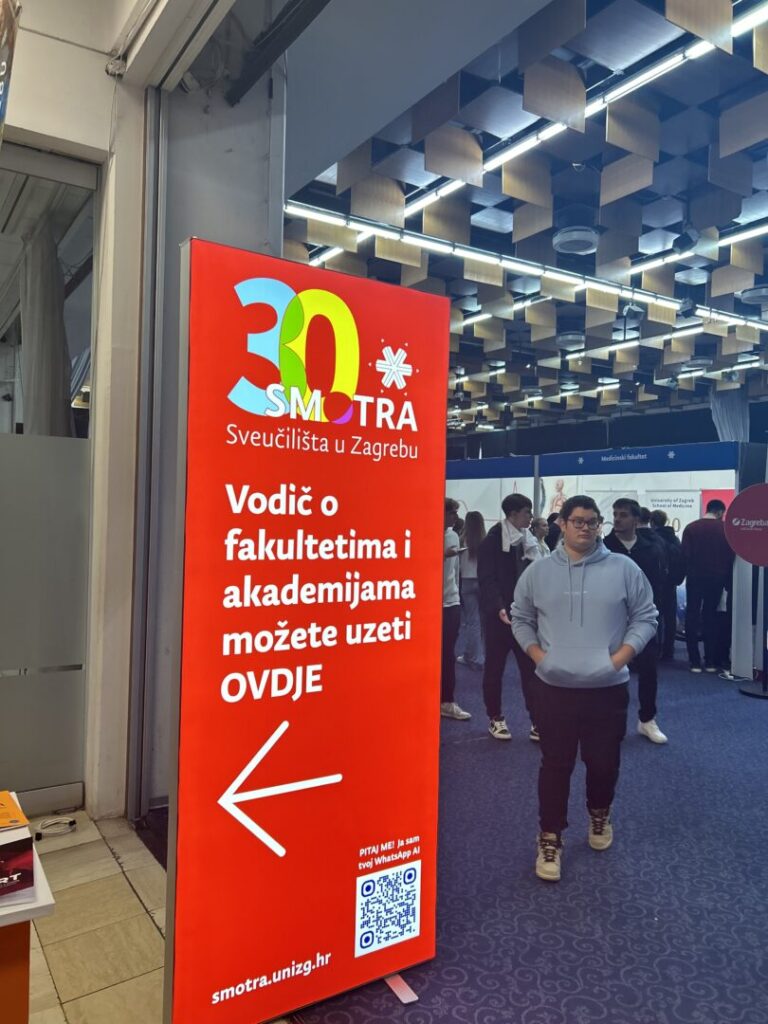 30
SMOTRA
Sveučilišta u Zagrebu
Vodič o
fakultetima i
akademijama
možete uzeti
OVDJE
PITAJ ME! Ja sam
tvoj WhatsApp AI
smotra.unizg.hr
Medicinski fakultet
University of Zagreb
School of Medicine